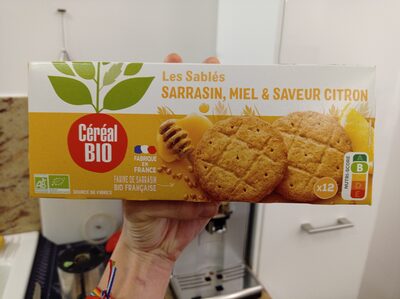 Les Sablés
SARRASIN, MIEL & SAVEUR CITRON
Céréal
BIO
FABRIQUÉ
EN
FRANCE
FARINE DE SARRASIN
BIO FRANÇAISE
AB
SOURCE DE FIBRES
x12
NUTRI-SCORE
A
B
D